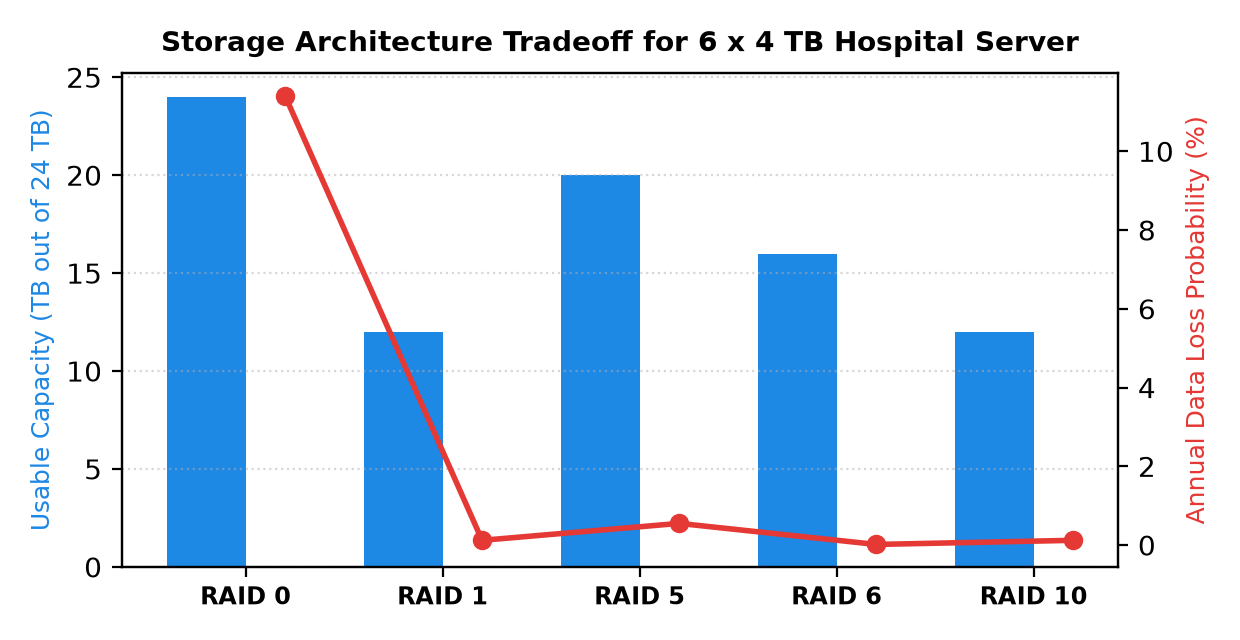 Storage Architecture Tradeoff for 6 x 4 TB Hospital Server
Usable Capacity (TB out of 24 TB)
25
20
15
10
5
0
10
8
6
4
2
0
Annual Data Loss Probability (%)
RAID 0
RAID 1
RAID 5
RAID 6
RAID 10